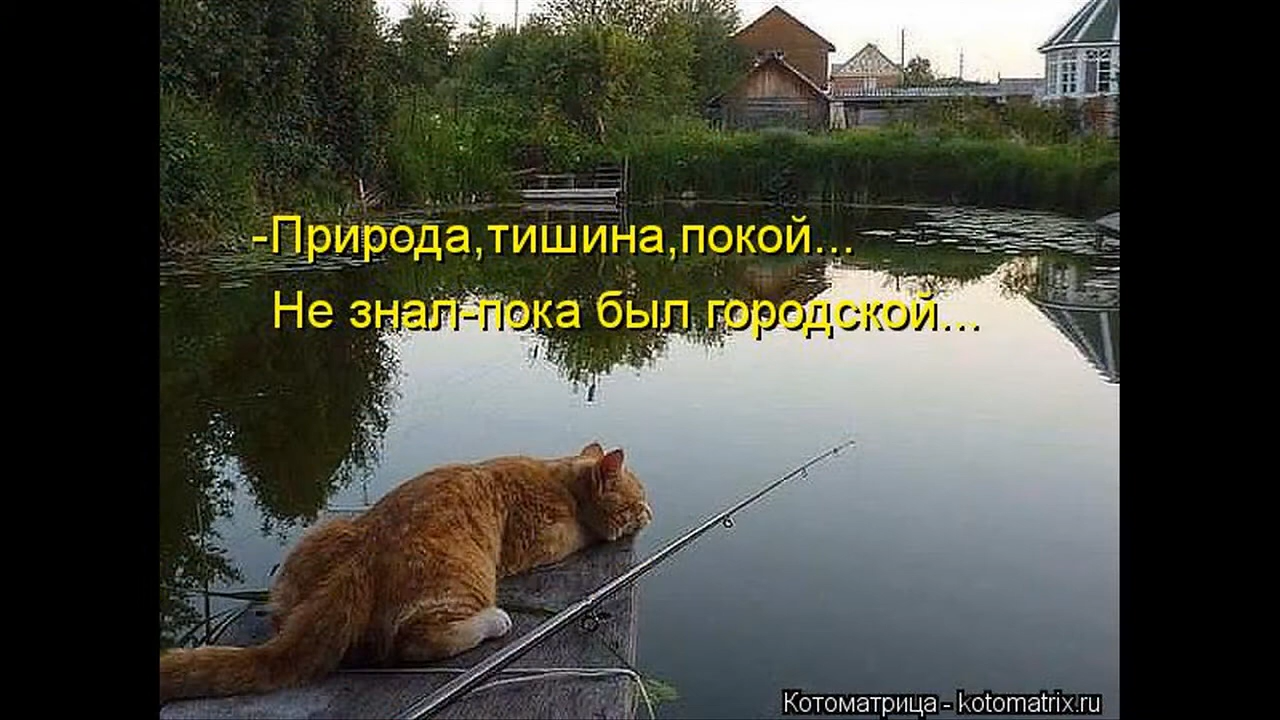 -Природа,тишина,покой...
Не знал-пока был городской...
Котоматрица - kotomatrix.ru